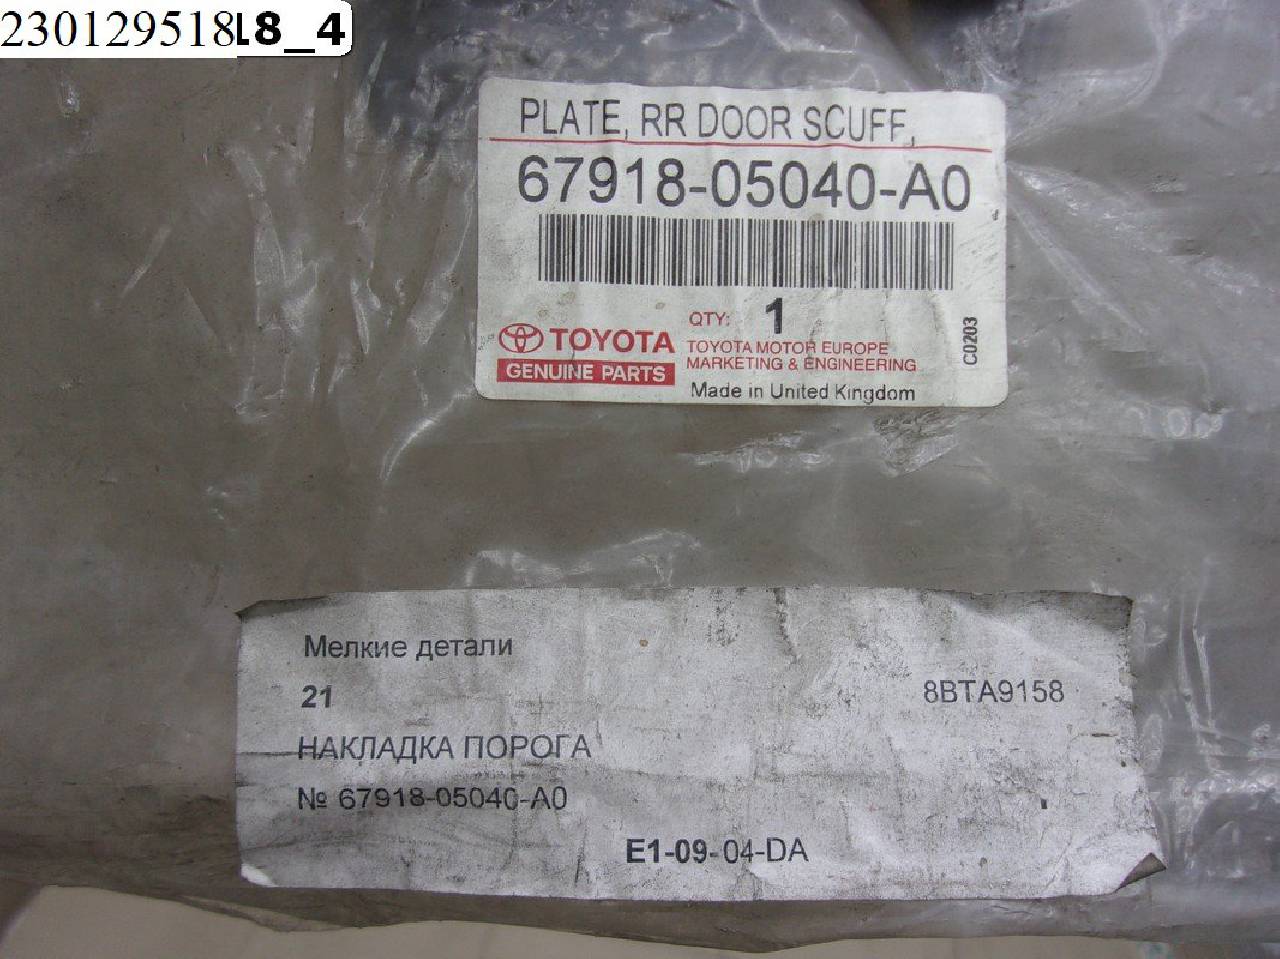 230129518L8_4
PLATE, RR DOOR SCUFF,
67918-05040-A0
QTY: 1
TOYOTA
GENUINE PARTS
TOYOTA MOTOR EUROPE
MARKETING & ENGINEERING
Made in United Kingdom
C0203
Мелкие детали
21
8BTA9158
НАКЛАДКА ПОРОГА
№ 67918-05040-A0
E1-09-04-DA